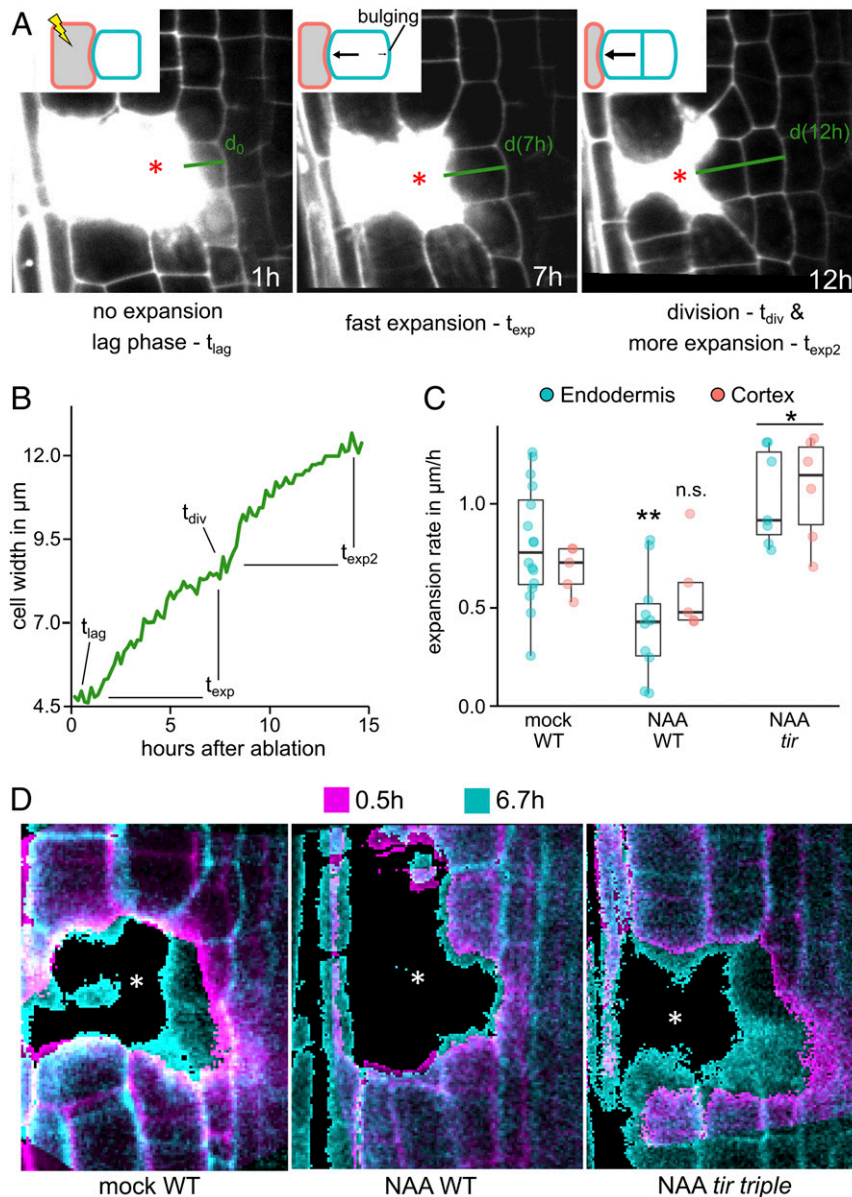 A
bulging
d0
*
1h
d(7h)
*
7h
d(12h)
*
12h
no expansion
lag phase - tlag
fast expansion - texp
division - tdiv &
more expansion - texp2
B
cell width in µm
12.0
9.5
7.0
4.5
tlag
tdiv
texp
texp2
0
5
10
15
hours after ablation
C
Endodermis
Cortex
expansion rate in µm/h
1.0
0.5
0.0
**
n.s.
*
mock
WT
NAA
WT
NAA
tir
D
0.5h
6.7h
*
*
*
mock WT
NAA WT
NAA tir triple